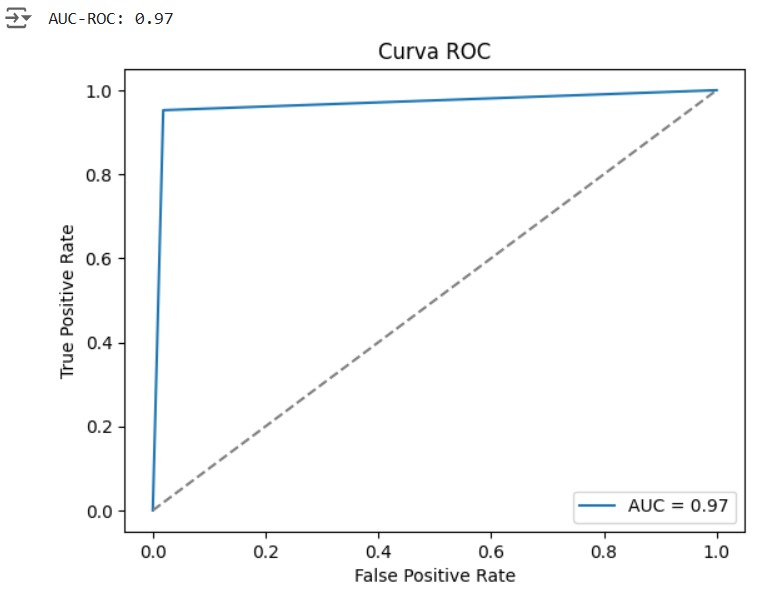 AUC-ROC: 0.97
Curva ROC
1.0
0.8
0.6
0.4
0.2
0.0
True Positive Rate
AUC = 0.97
0.0 0.2 0.4 0.6 0.8 1.0
False Positive Rate